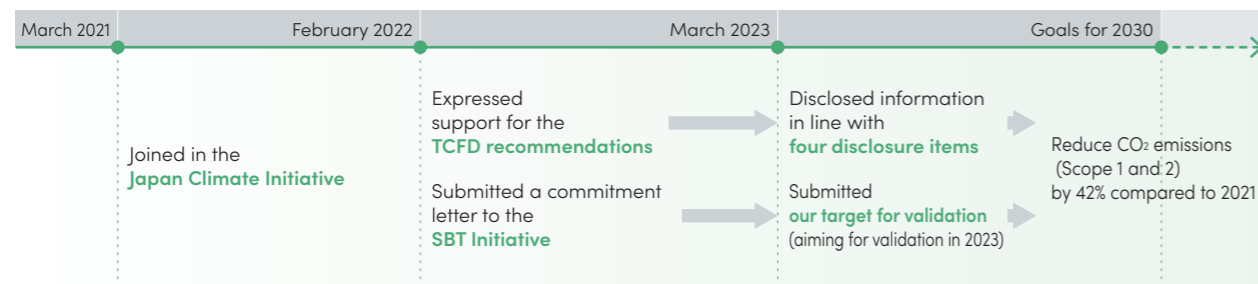 March 2021
February 2022
March 2023
Goals for 2030
Joined in the
Japan Climate Initiative
Expressed
support for the
TCFD recommendations
Submitted a commitment
letter to the
SBT Initiative
Disclosed information
in line with
four disclosure items
Submitted
our target for validation
(aiming for validation in 2023)
Reduce CO2 emissions
(Scope 1 and 2)
by 42% compared to 2021